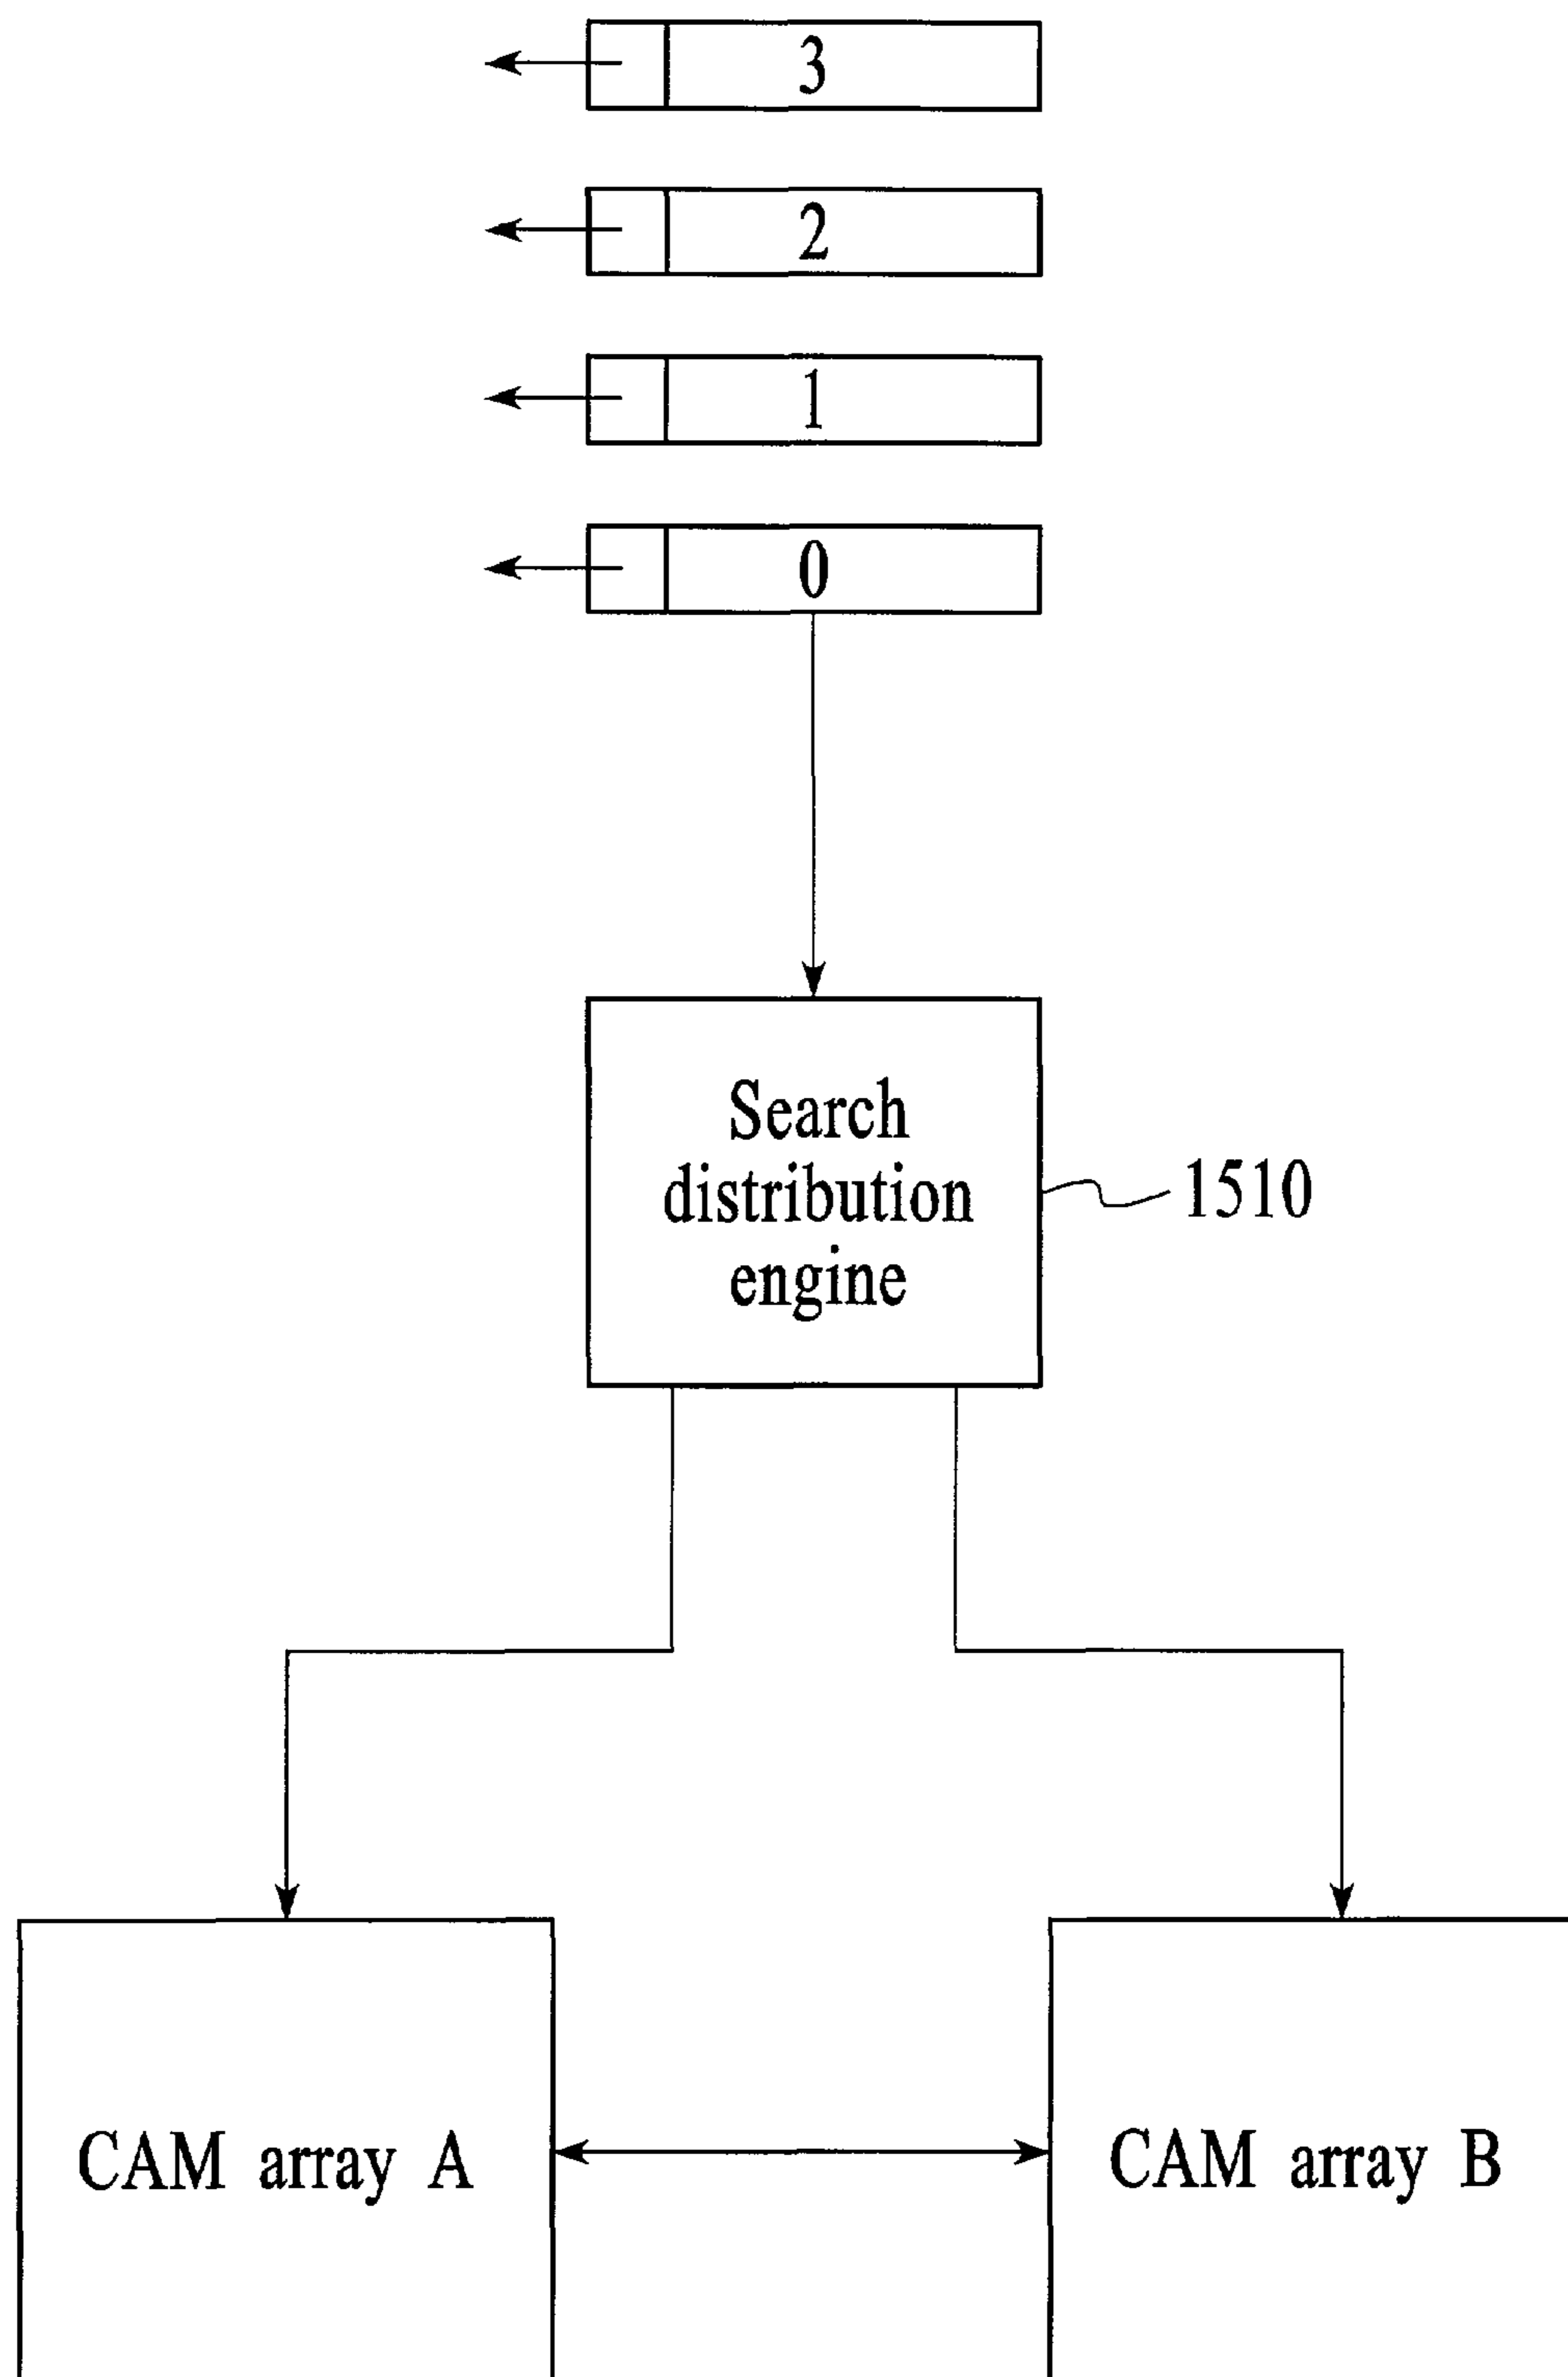 3
2
1
0
Search
distribution
engine
1510
CAM array A
CAM array B